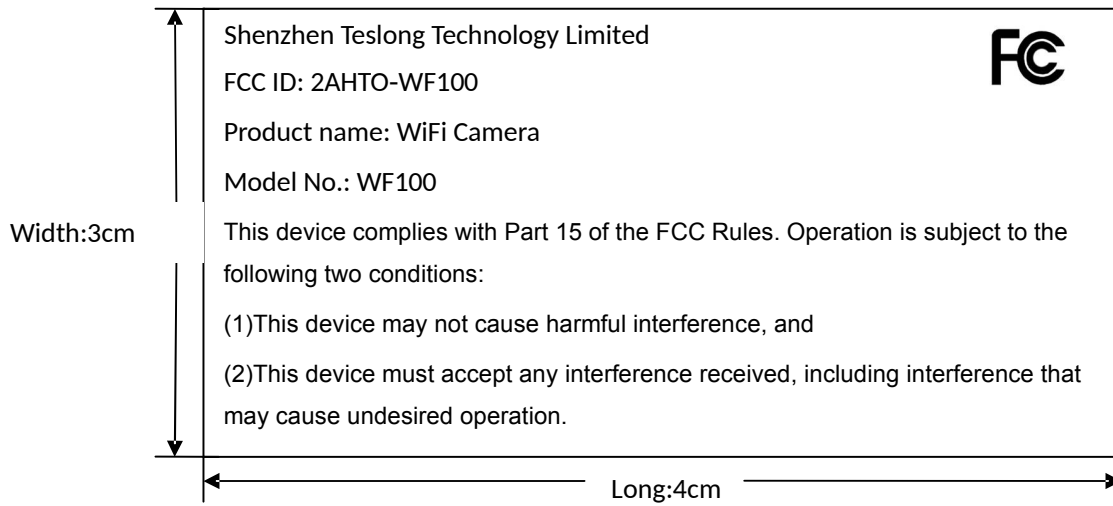 Shenzhen Teslong Technology Limited
FC
FCC ID: 2AHTO-WF100
Product name: WiFi Camera
Model No.: WF100
Width:3cm
This device complies with Part 15 of the FCC Rules. Operation is subject to the
following two conditions:
(1)This device may not cause harmful interference, and
(2)This device must accept any interference received, including interference that
may cause undesired operation.
Long:4cm